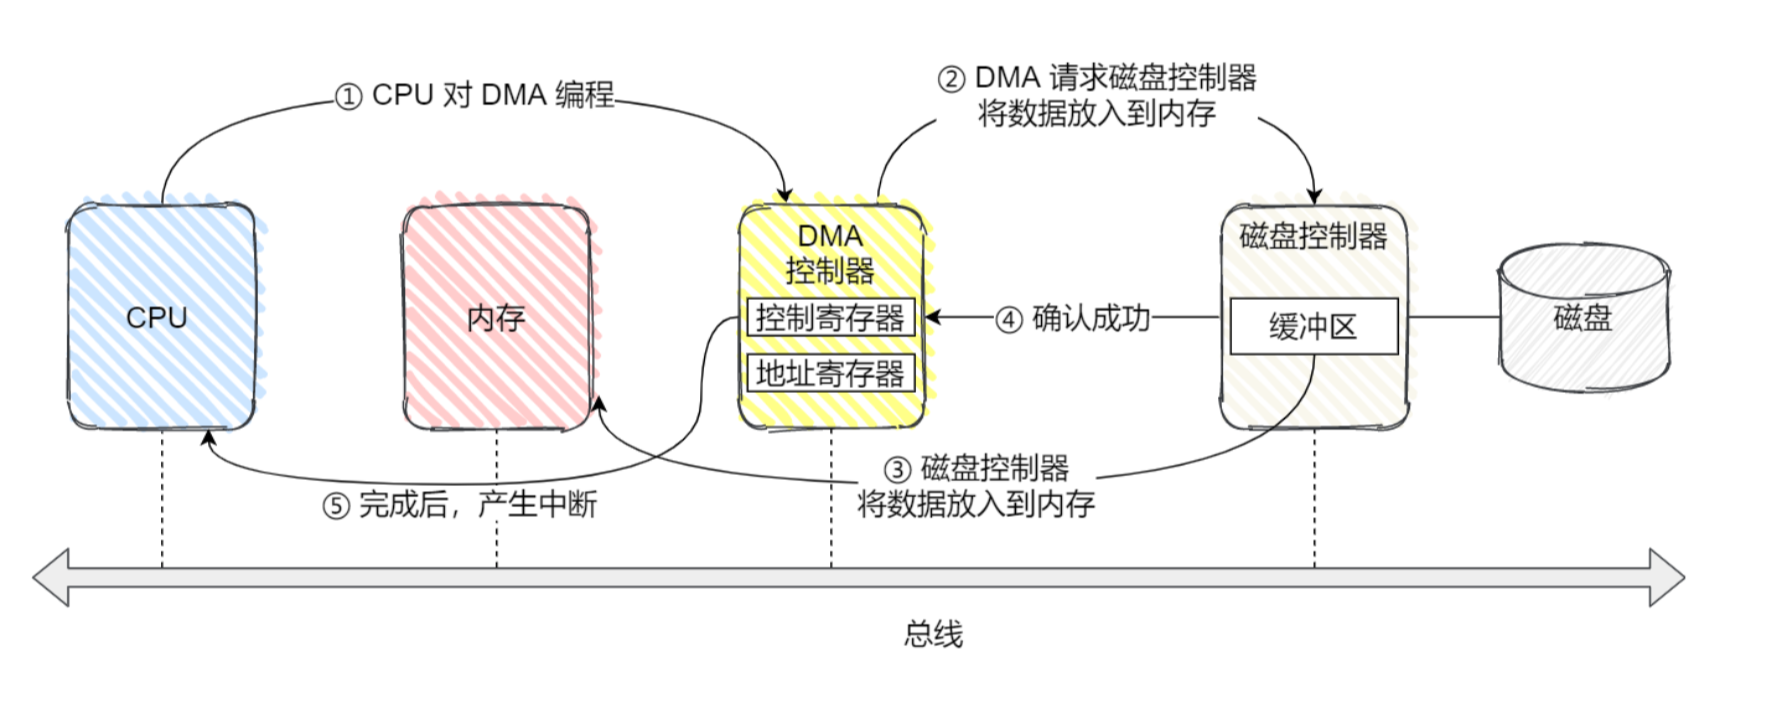 ① CPU 对 DMA 编程
② DMA 请求磁盘控制器
将数据放入到内存
CPU
内存
DMA
控制器
控制寄存器
地址寄存器
④ 确认成功
磁盘控制器
缓冲区
磁盘
③ 磁盘控制器
将数据放入到内存
⑤ 完成后，产生中断
总线